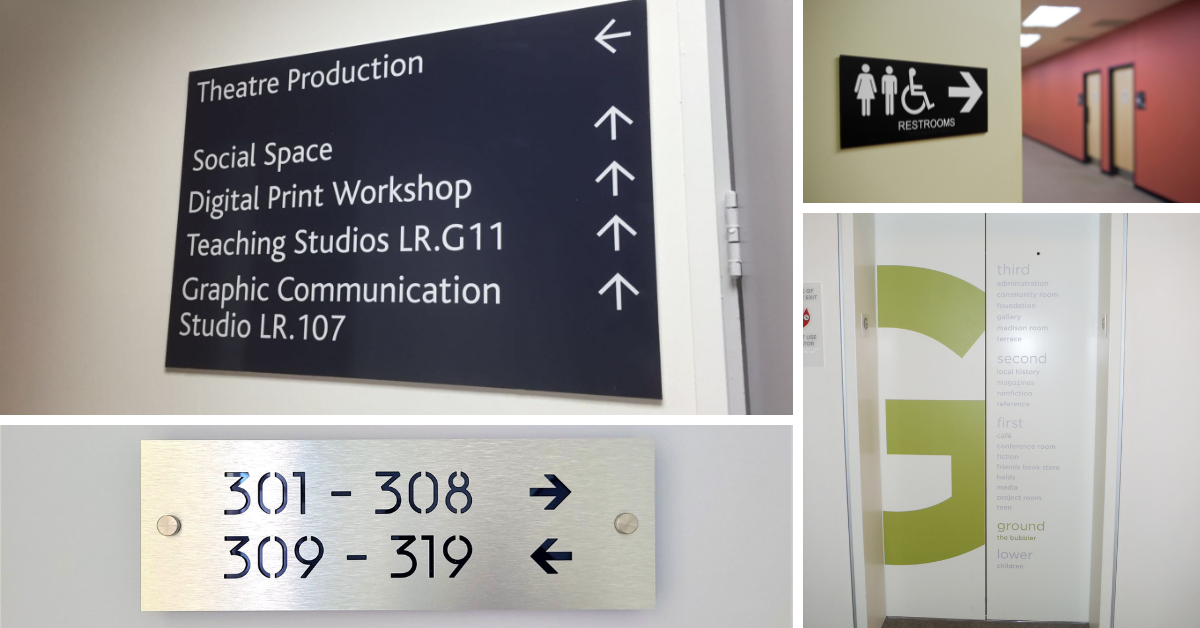 Theatre Production
Social Space
Digital Print Workshop
Teaching Studios LR.G11
Graphic Communication
Studio LR.107
RESTROOMS
301 - 308
309 - 319
G
third
administration
community room
foundation
gallery
madison room
terrace
second
local history
magazines
nonfiction
reference
first
café
conference room
fiction
friends book store
holds
media
project room
teen
ground
the bubbler
lower
children